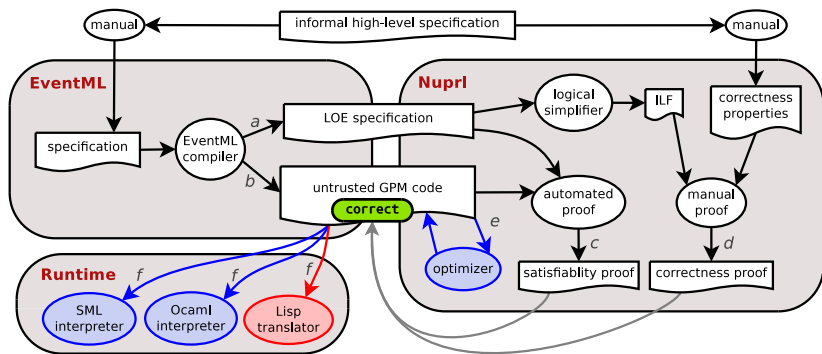 manual
informal high-level specification
manual
EventML
Nuprl
specification
EventML
compiler
a
b
LOE specification
untrusted GPM code
correct
logical
simplifier
ILF
correctness
properties
automated
proof
manual
proof
e
optimizer
c
d
satisfiablity proof
correctness proof
Runtime
f
f
f
SML
interpreter
Ocaml
interpreter
Lisp
translator